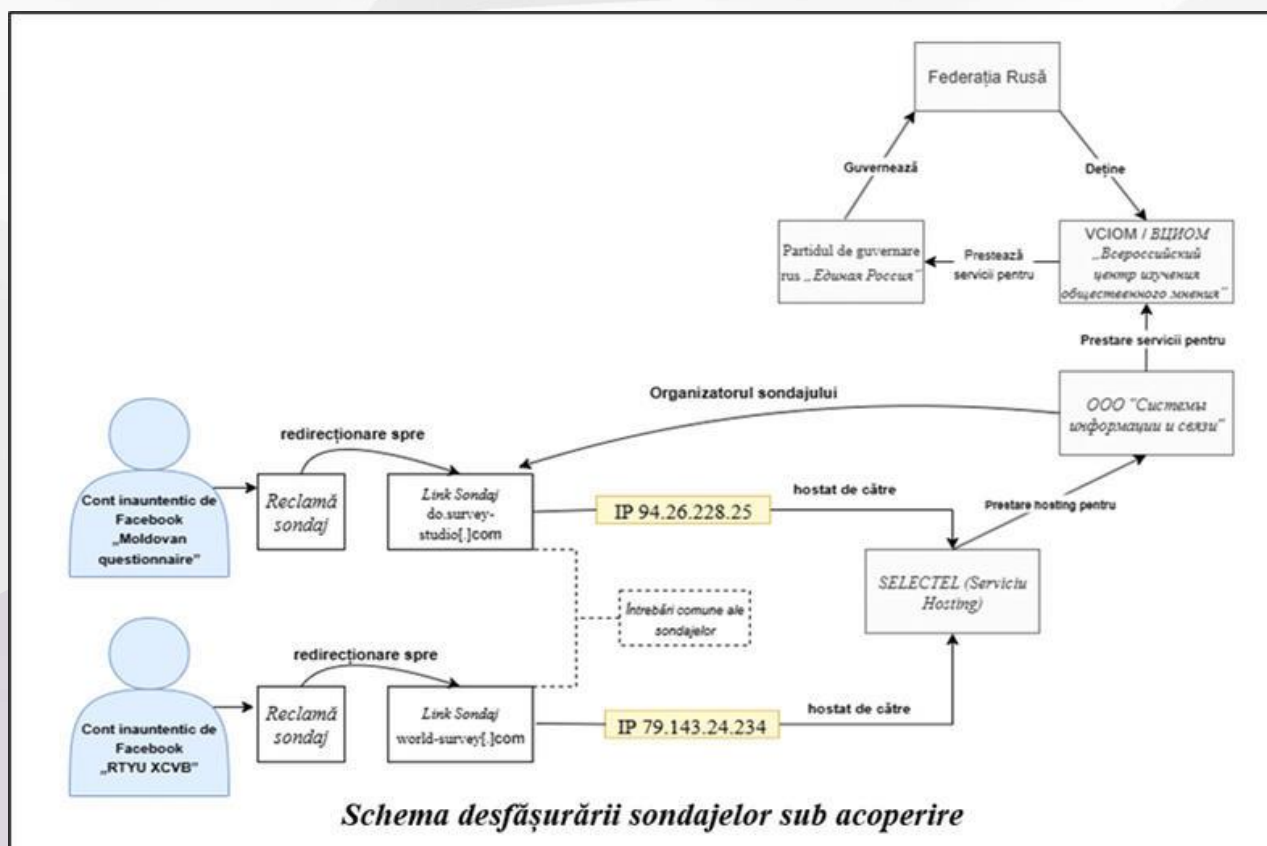 Federația Rusă
Guvernează
Deține
Partidul de guvernare
rus „Единая Россия”
Prestează
servicii pentru
VCIOM / ВЦИОМ
„Всероссийский
центр изучения
общественного мнения”
Prestare servicii pentru
Organizatorul sondajului
ООО "Системы
информации и связи"
redirecționare spre
Cont inauntentic de
Facebook
„Moldovan
questionnaire”
Reclamă
sondaj
Link Sondaj
do.survey-
studio[.]com
IP 94.26.228.25
hostat de către
Prestare hosting pentru
SELECTEL (Serviciu
Hosting)
Întrebări comune ale
sondajelor
redirecționare spre
Cont inauntentic de
Facebook
„RTYU XCVB”
Reclamă
sondaj
Link Sondaj
world-survey[.]com
IP 79.143.24.234
hostat de către
Schema desfășurării sondajelor sub acoperire